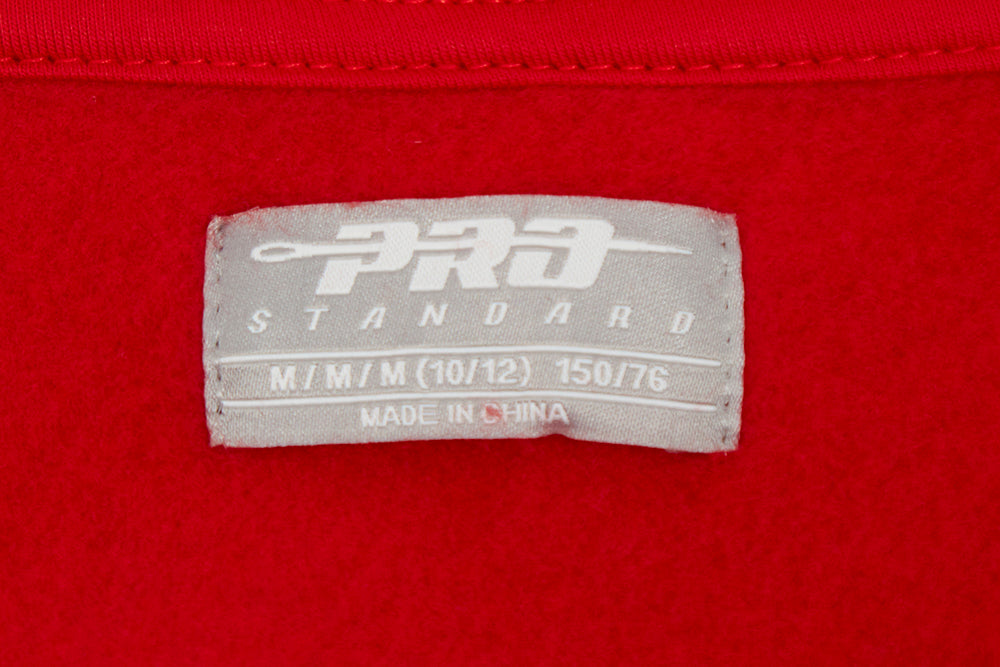 PRO
STANDARD
M/M/M (10/12) 150/76
MADE IN CHINA